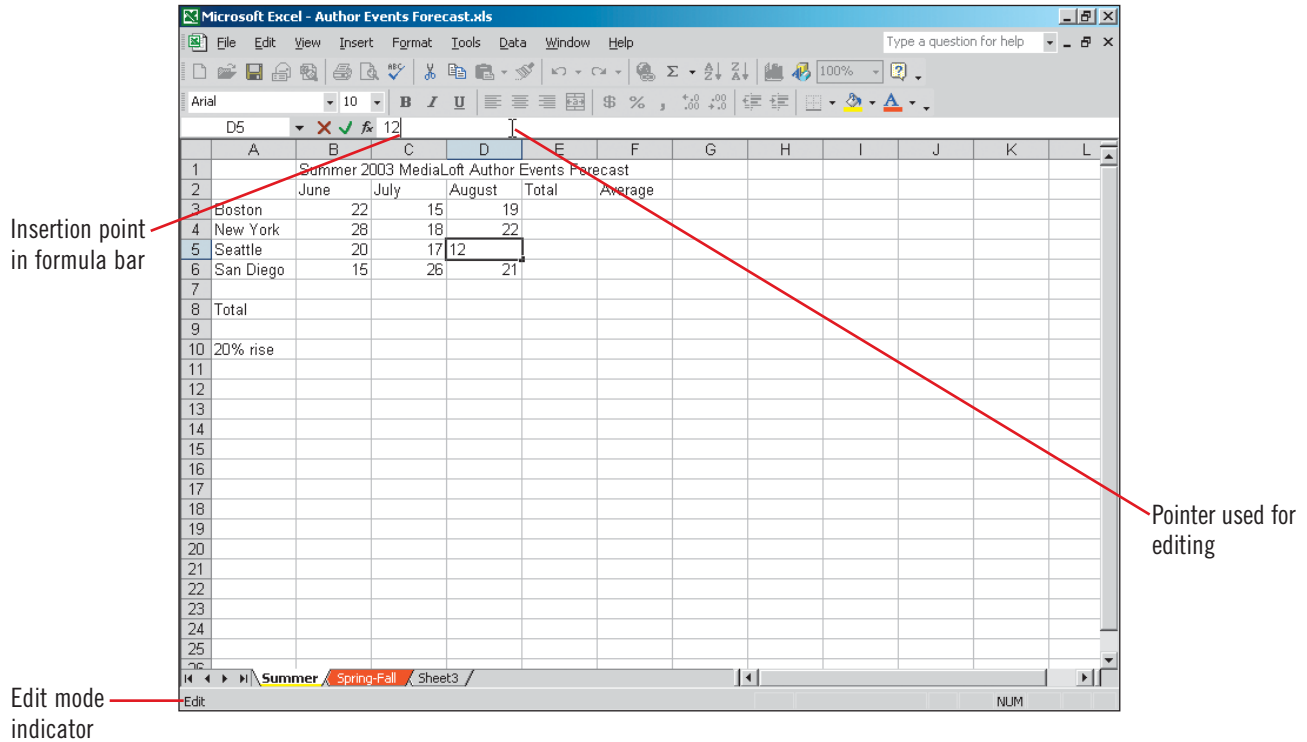 Microsoft Excel - Author Events Forecast.xls
File Edit View Insert Format Tools Data Window Help Type a question for help
ABC Σ A Z Z A 100% ?
Arial 10 B I U $ % , .00 .00 A
D5 fx 12
A B C D E F G H I J K L
1 Summer 2003 MediaLoft Author Events Forecast
2 June July August Total Average
3 Boston 22 15 19
4 New York 28 18 22
5 Seattle 20 17 12
6 San Diego 15 26 21
7
8 Total
9
10 20% rise
11
12
13
14
15
16
17
18
19
20
21
22
23
24
25
26
Summer Spring-Fall Sheet3
Edit NUM
Insertion point
in formula bar
Pointer used for
editing
Edit mode
indicator